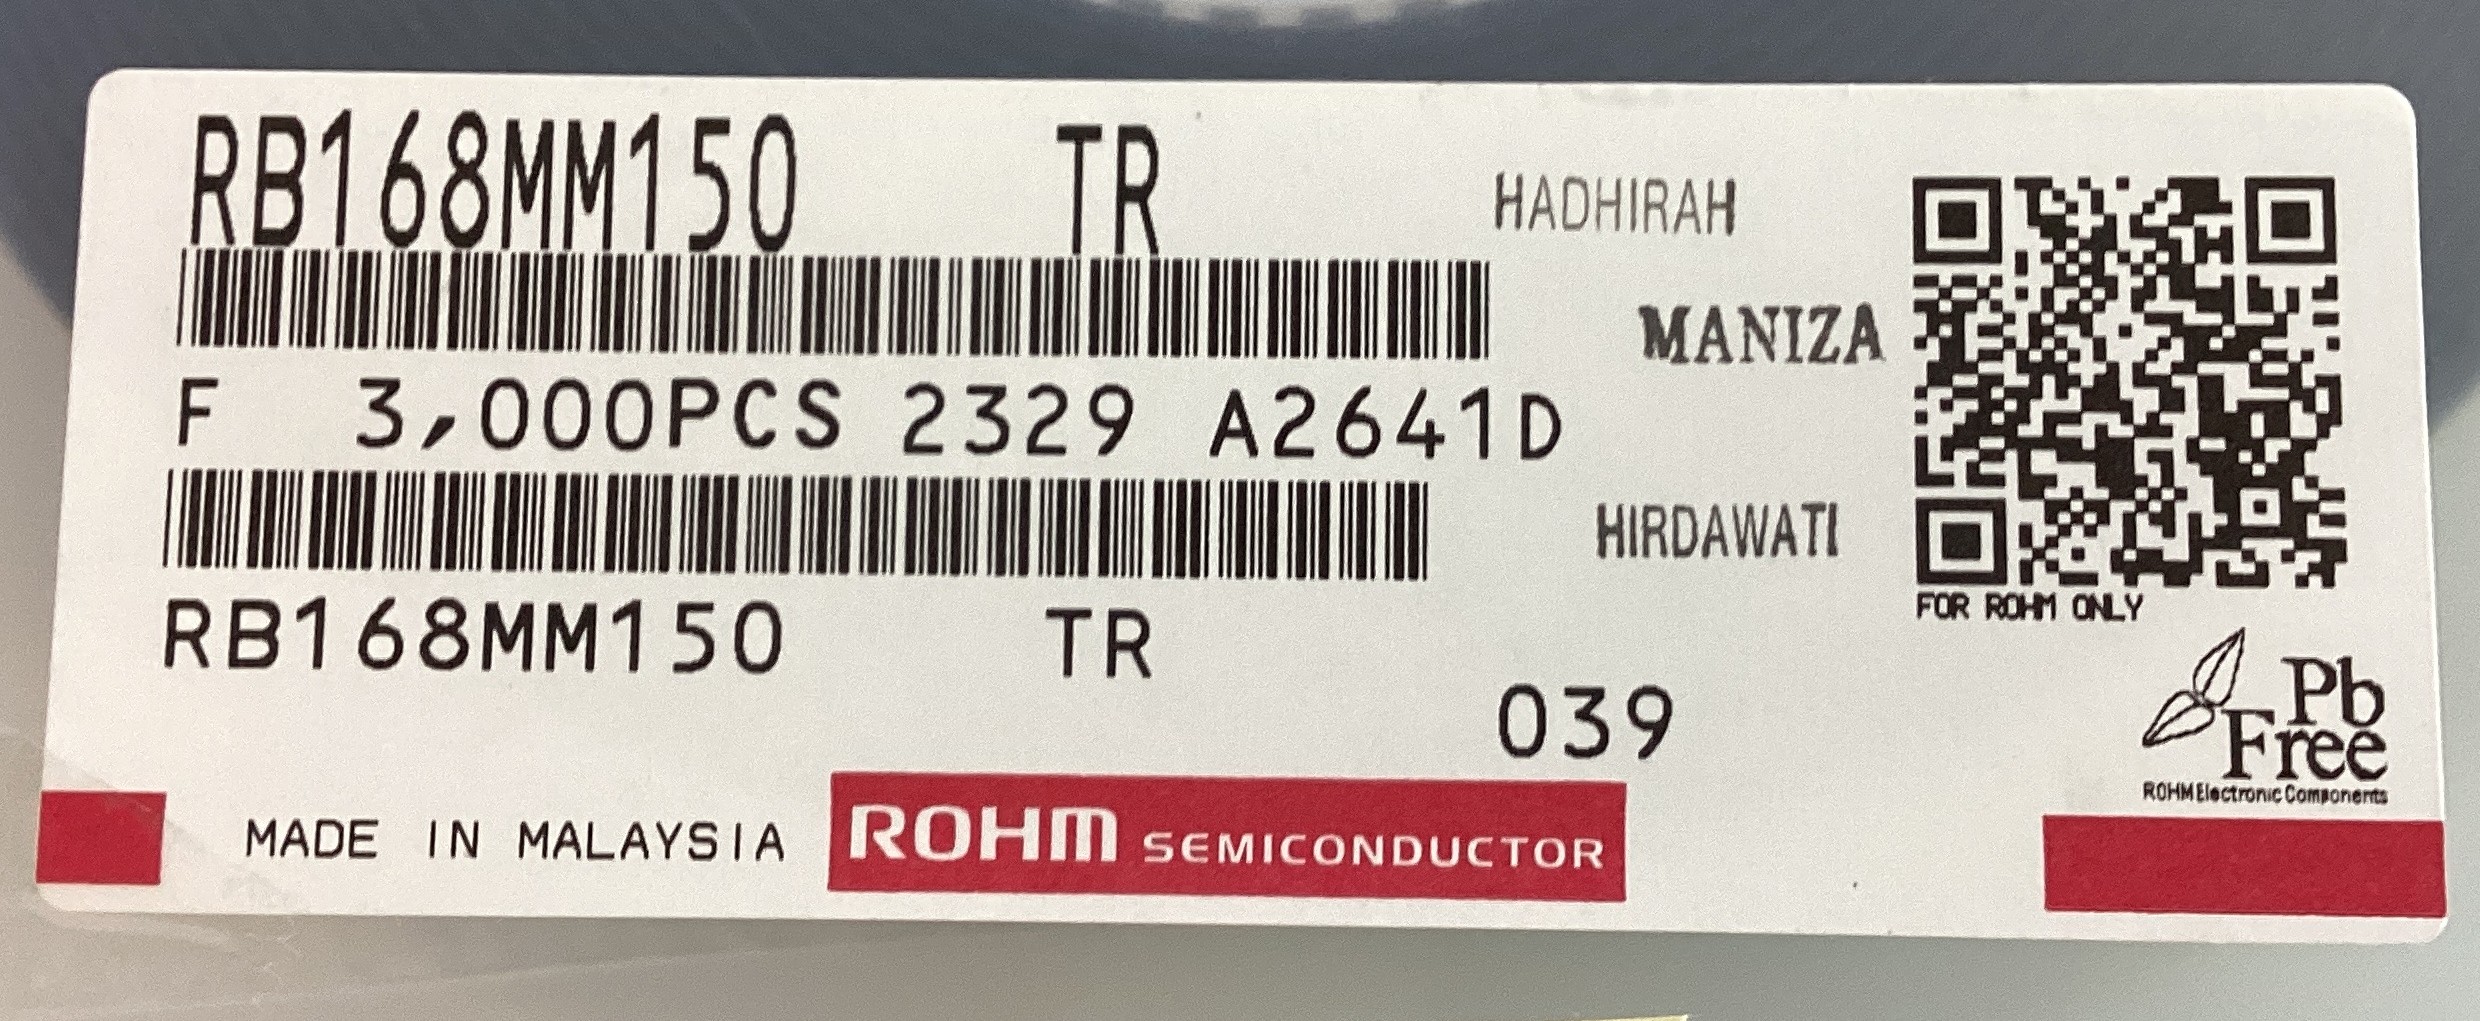 RB168MM150 TR
HADHIRAH
MANIZA
F 3,000PCS 2329 A2641D
HIRDAWATI
FOR ROHM ONLY
RB168MM150 TR
039
Pb
Free
ROHM Electronic Components
MADE IN MALAYSIA
ROHM SEMICONDUCTOR